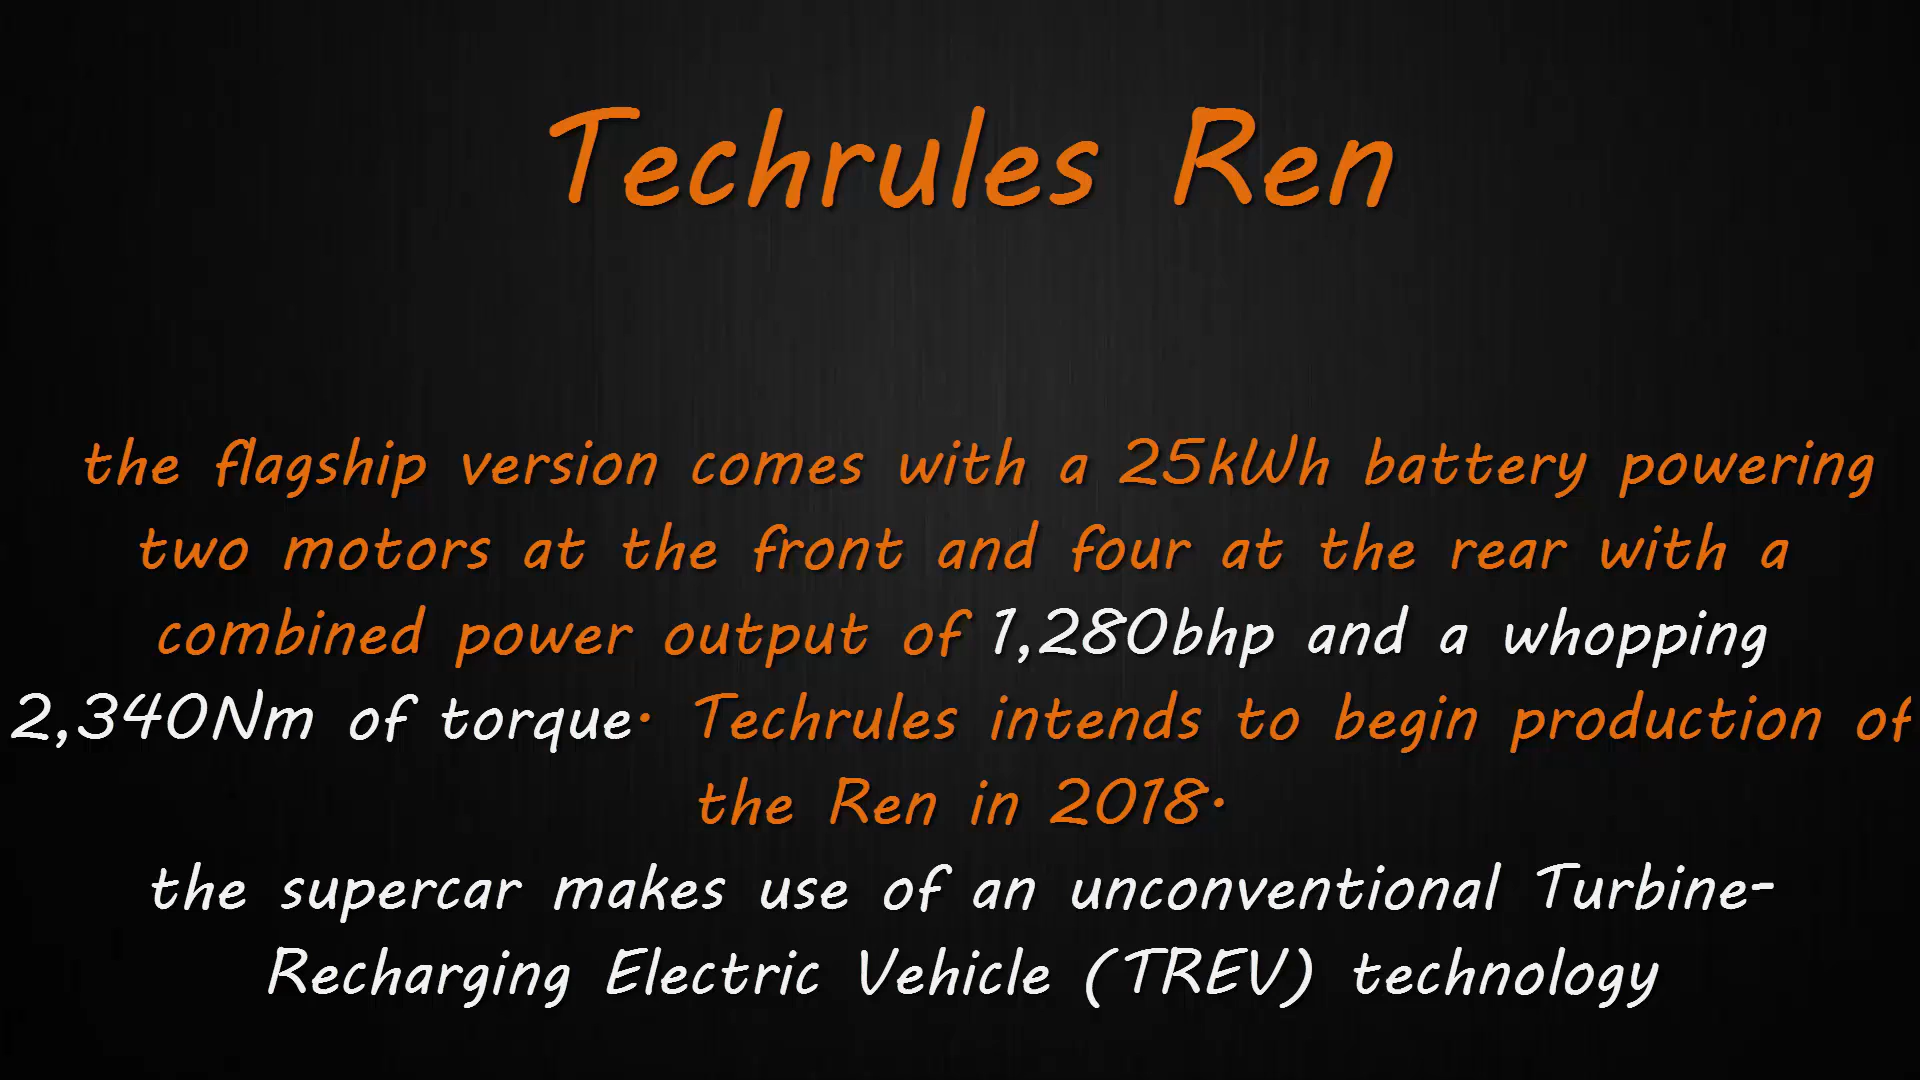 Techrules Ren
the flagship version comes with a 25kWh battery powering
two motors at the front and four at the rear with a
combined power output of 1,280bhp and a whopping
2,340Nm of torque. Techrules intends to begin production of
the Ren in 2018.
the supercar makes use of an unconventional Turbine-
Recharging Electric Vehicle (TREV) technology